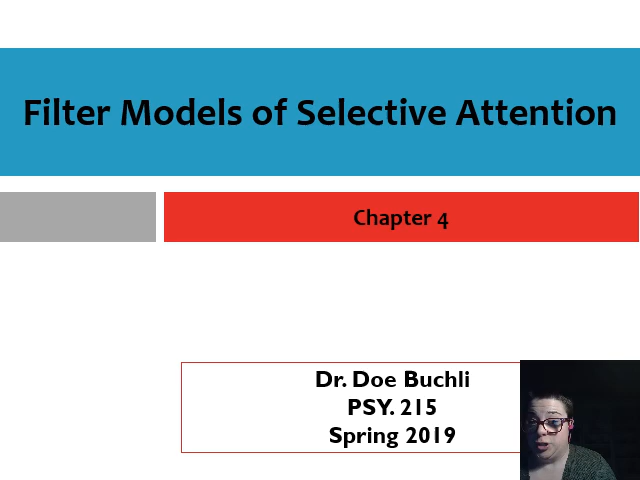 Filter Models of Selective Attention
Chapter 4
Dr. Doe Buchli
PSY. 215
Spring 2019